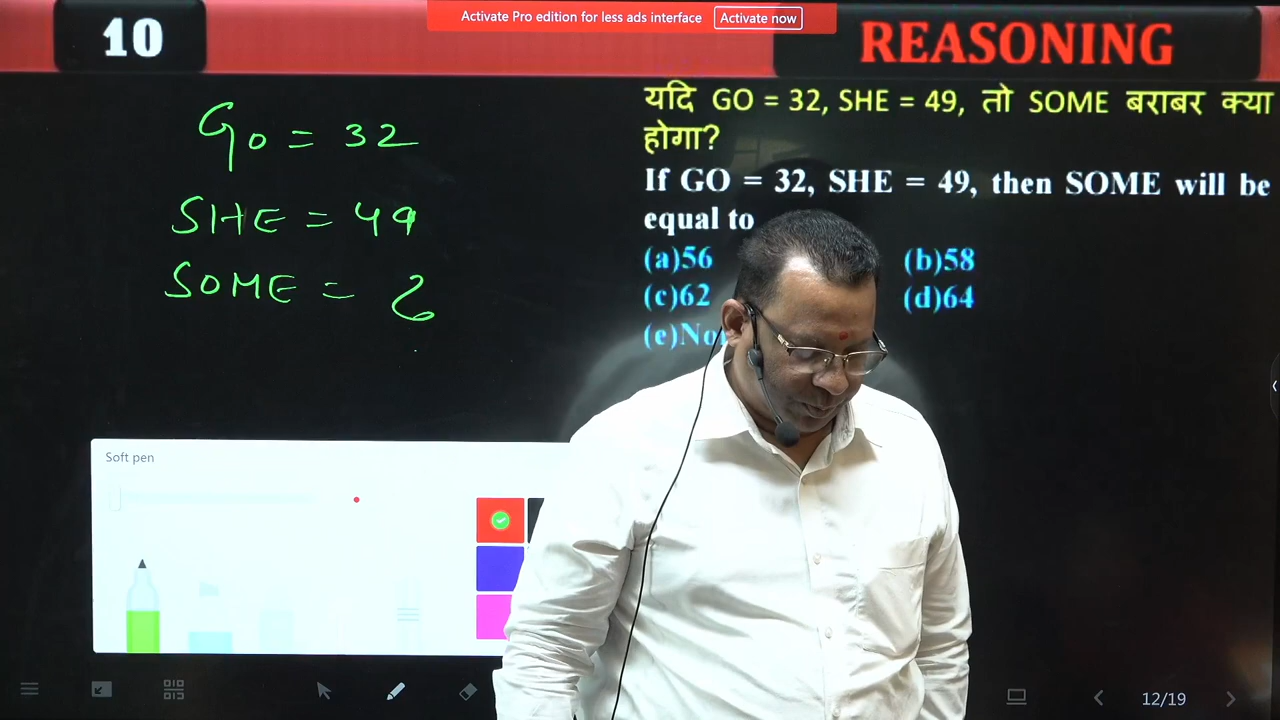 Activate Pro edition for less ads interface Activate now
10
REASONING
GO = 32
SHE = 49
SOME =
यदि GO = 32, SHE = 49, तो SOME बराबर क्या
होगा?
If GO = 32, SHE = 49, then SOME will be
equal to
(a)56 (b)58
(c)62 (d)64
(e)
Soft pen
12/19